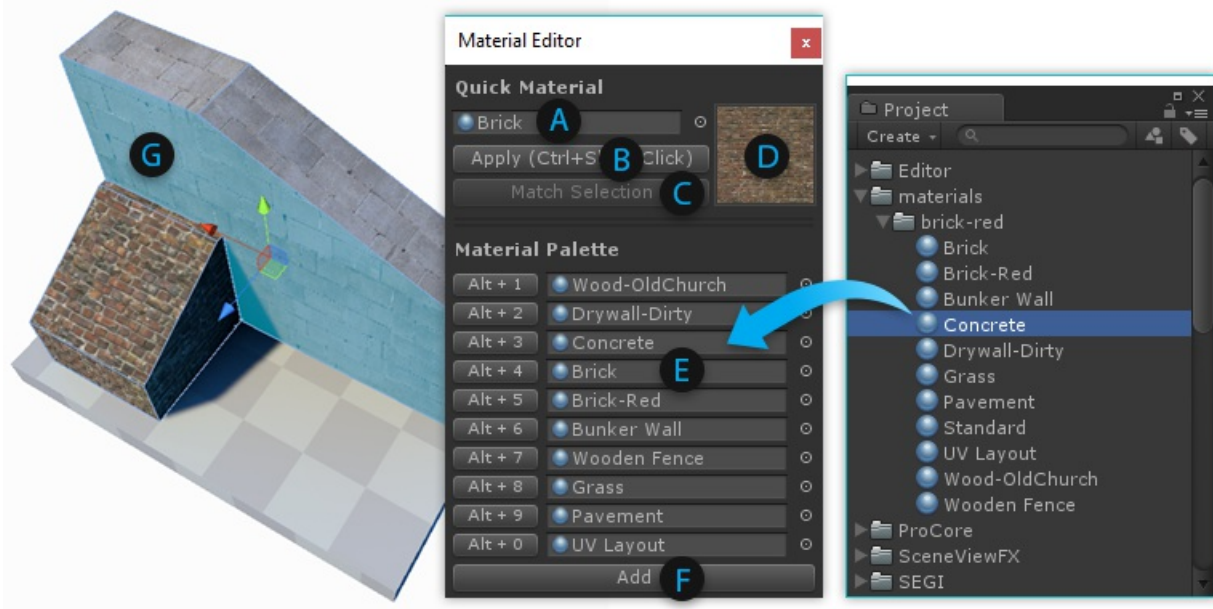 G
Material Editor
x
Quick Material
Brick
A
Apply (Ctrl+S
B
Click)
Match Selection
C
D
Material Palette
Alt + 1 Wood-OldChurch
Alt + 2 Drywall-Dirty
Alt + 3 Concrete
Alt + 4 Brick
E
Alt + 5 Brick-Red
Alt + 6 Bunker Wall
Alt + 7 Wooden Fence
Alt + 8 Grass
Alt + 9 Pavement
Alt + 0 UV Layout
Add
F
Project
Create
Editor
materials
brick-red
Brick
Brick-Red
Bunker Wall
Concrete
Drywall-Dirty
Grass
Pavement
Standard
UV Layout
Wood-OldChurch
Wooden Fence
ProCore
SceneViewFX
SEGI